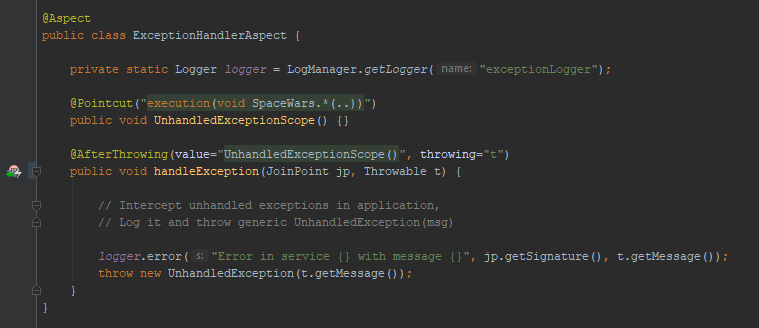 @Aspect
public class ExceptionHandlerAspect {
private static Logger logger = LogManager.getLogger( name: "exceptionLogger");
@Pointcut("execution(void SpaceWars.*(..))")
public void UnhandledExceptionScope() {}
@AfterThrowing(value="UnhandledExceptionScope()", throwing="t")
public void handleException(JoinPoint jp, Throwable t) {
// Intercept unhandled exceptions in application,
// Log it and throw generic UnhandledException(msg)
logger.error( s: "Error in service {} with message {}", jp.getSignature(), t.getMessage());
throw new UnhandledException(t.getMessage());
}
}